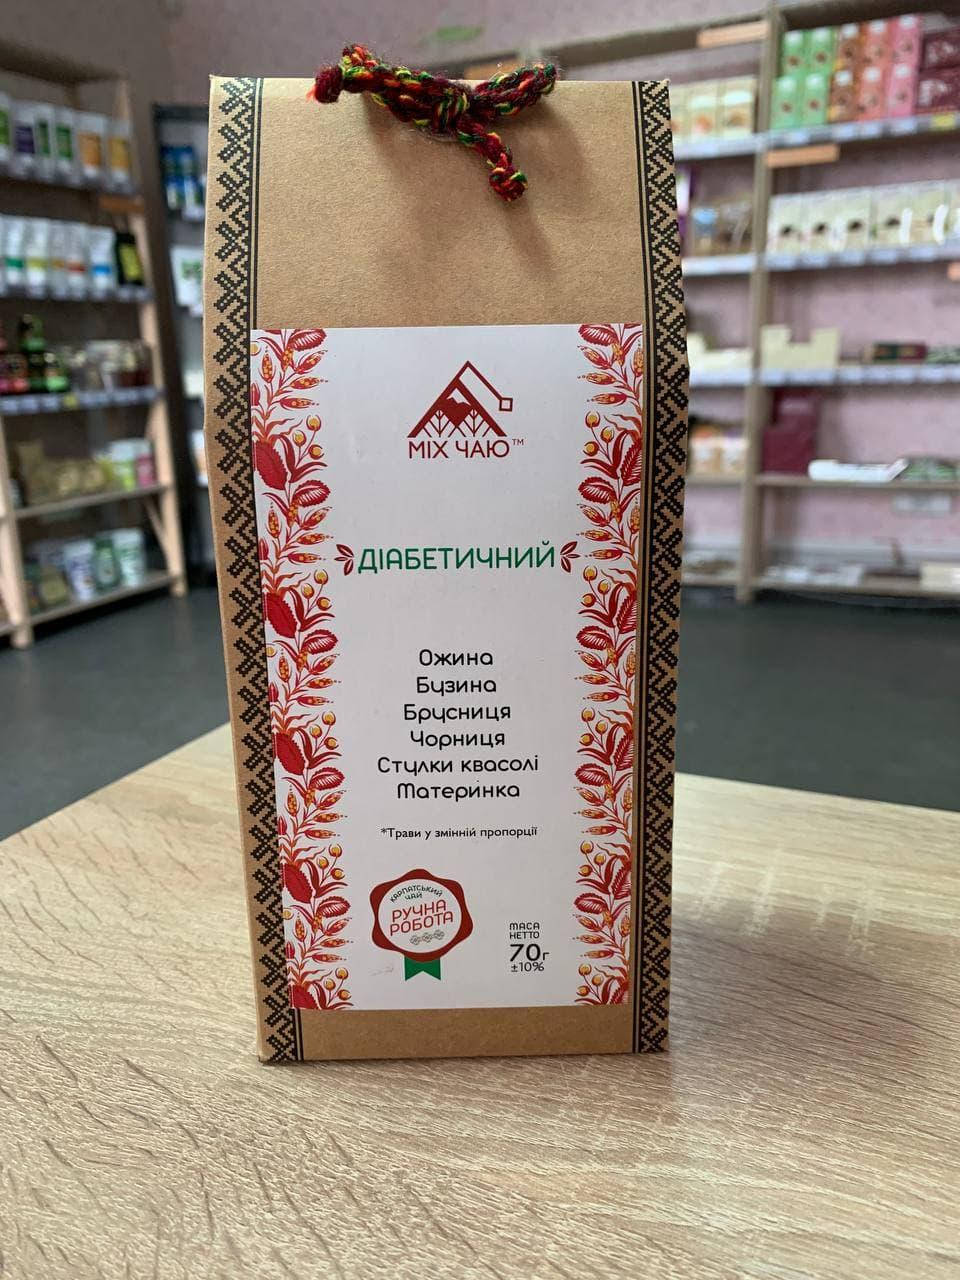 МІХ ЧАЮ™
ДІАБЕТИЧНИЙ
Ожина
Бузина
Брусниця
Чорниця
Стулки квасолі
Материнка
*Трави у змінній пропорції
КАРПАТСЬКИЙ
ЧАЙ
РУЧНА
РОБОТА
МАСА
НЕТТО
70г
±10%